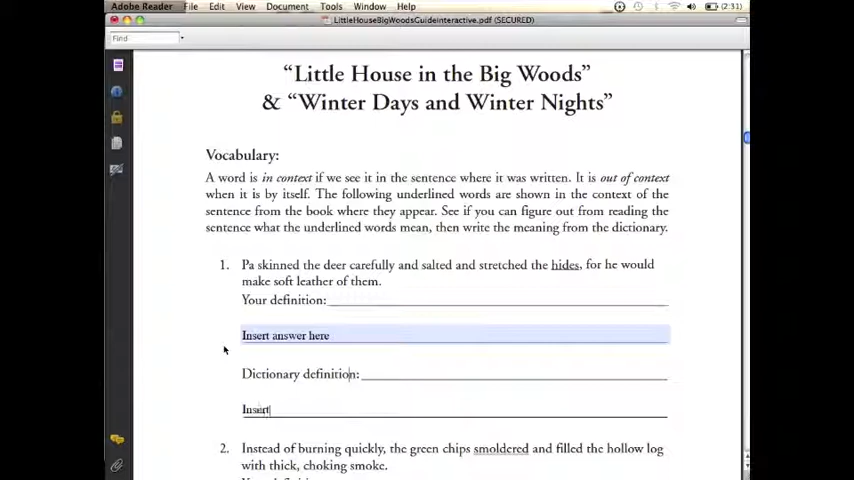 Adobe Reader File Edit View Document Tools Window Help (2:31)
LittleHouseBigWoodsGuideinteractive.pdf (SECURED)
Find
“Little House in the Big Woods”
& “Winter Days and Winter Nights”
Vocabulary:
A word is in context if we see it in the sentence where it was written. It is out of context
when it is by itself. The following underlined words are shown in the context of the
sentence from the book where they appear. See if you can figure out from reading the
sentence what the underlined words mean, then write the meaning from the dictionary.
1. Pa skinned the deer carefully and salted and stretched the hides, for he would
make soft leather of them.
Your definition:
Insert answer here
Dictionary definition:
Insert
2. Instead of burning quickly, the green chips smoldered and filled the hollow log
with thick, choking smoke.